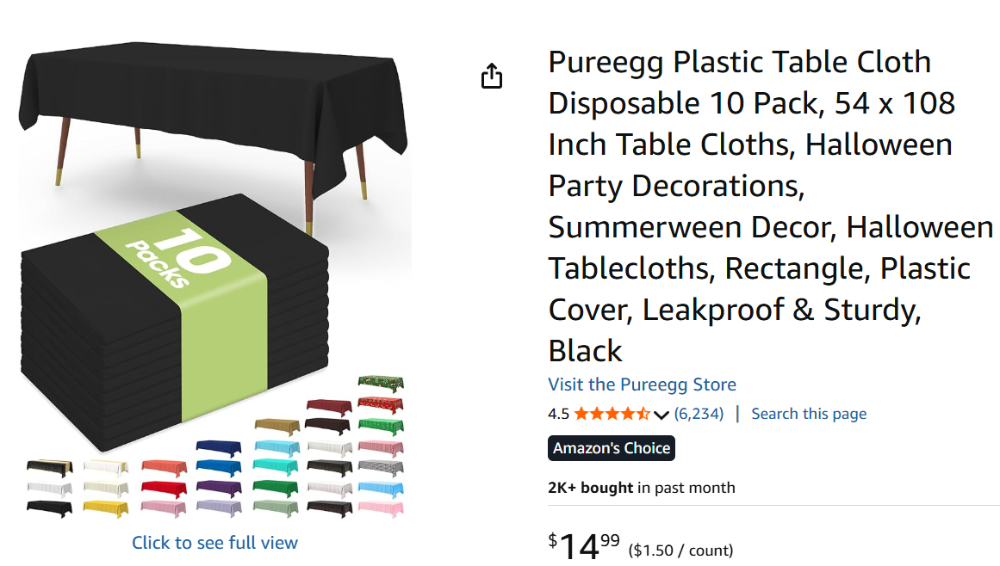 10
Packs
Click to see full view
Pureegg Plastic Table Cloth
Disposable 10 Pack, 54 x 108
Inch Table Cloths, Halloween
Party Decorations,
Summerween Decor, Halloween
Tablecloths, Rectangle, Plastic
Cover, Leakproof & Sturdy,
Black
Visit the Pureegg Store
4.5 (6,234) | Search this page
Amazon's Choice
2K+ bought in past month
$14.99 ($1.50 / count)